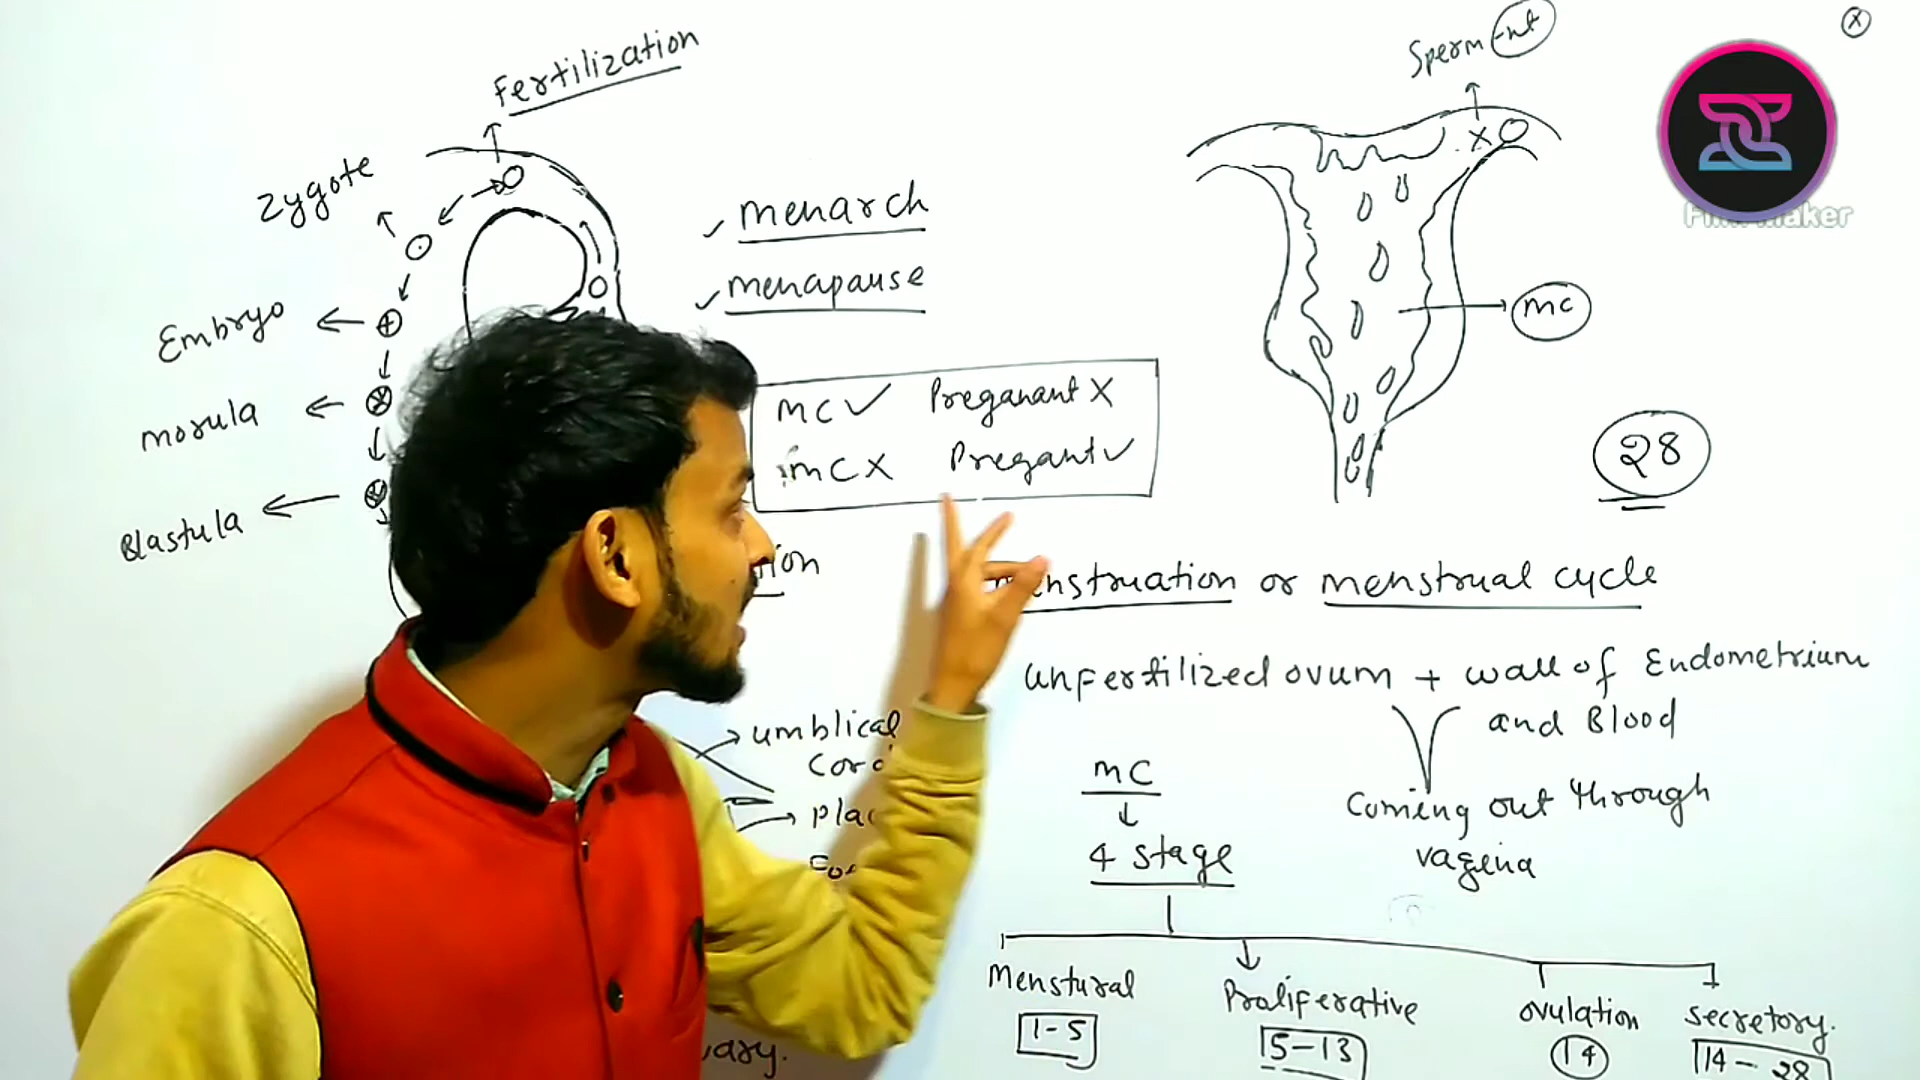 Fertilization
Sperm
Zygote
menarch
menapause
Embryo
mc
morula
mc✓ Preganant X
mc X Pregant✓
28
Blastula
menstrual cycle
or
unfertilized ovum + wall of Endometrium
and Blood
umblical
mc
Coming out through
vagina
4 stage
Menstural
Proliferative
ovulation
secretory.
1-5
5-13
14
14-28